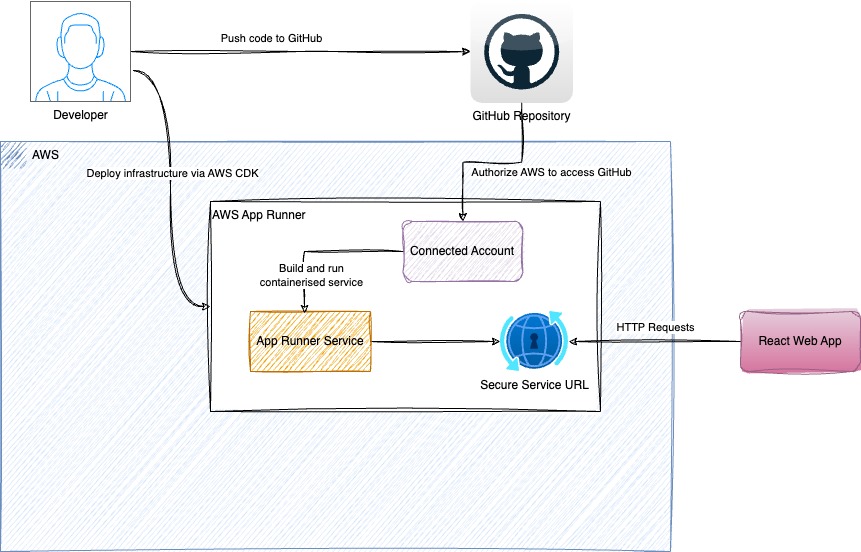 Push code to GitHub
Developer
GitHub Repository
AWS
Deploy infrastructure via AWS CDK
Authorize AWS to access GitHub
AWS App Runner
Connected Account
Build and run
containerised service
App Runner Service
HTTP Requests
React Web App
Secure Service URL